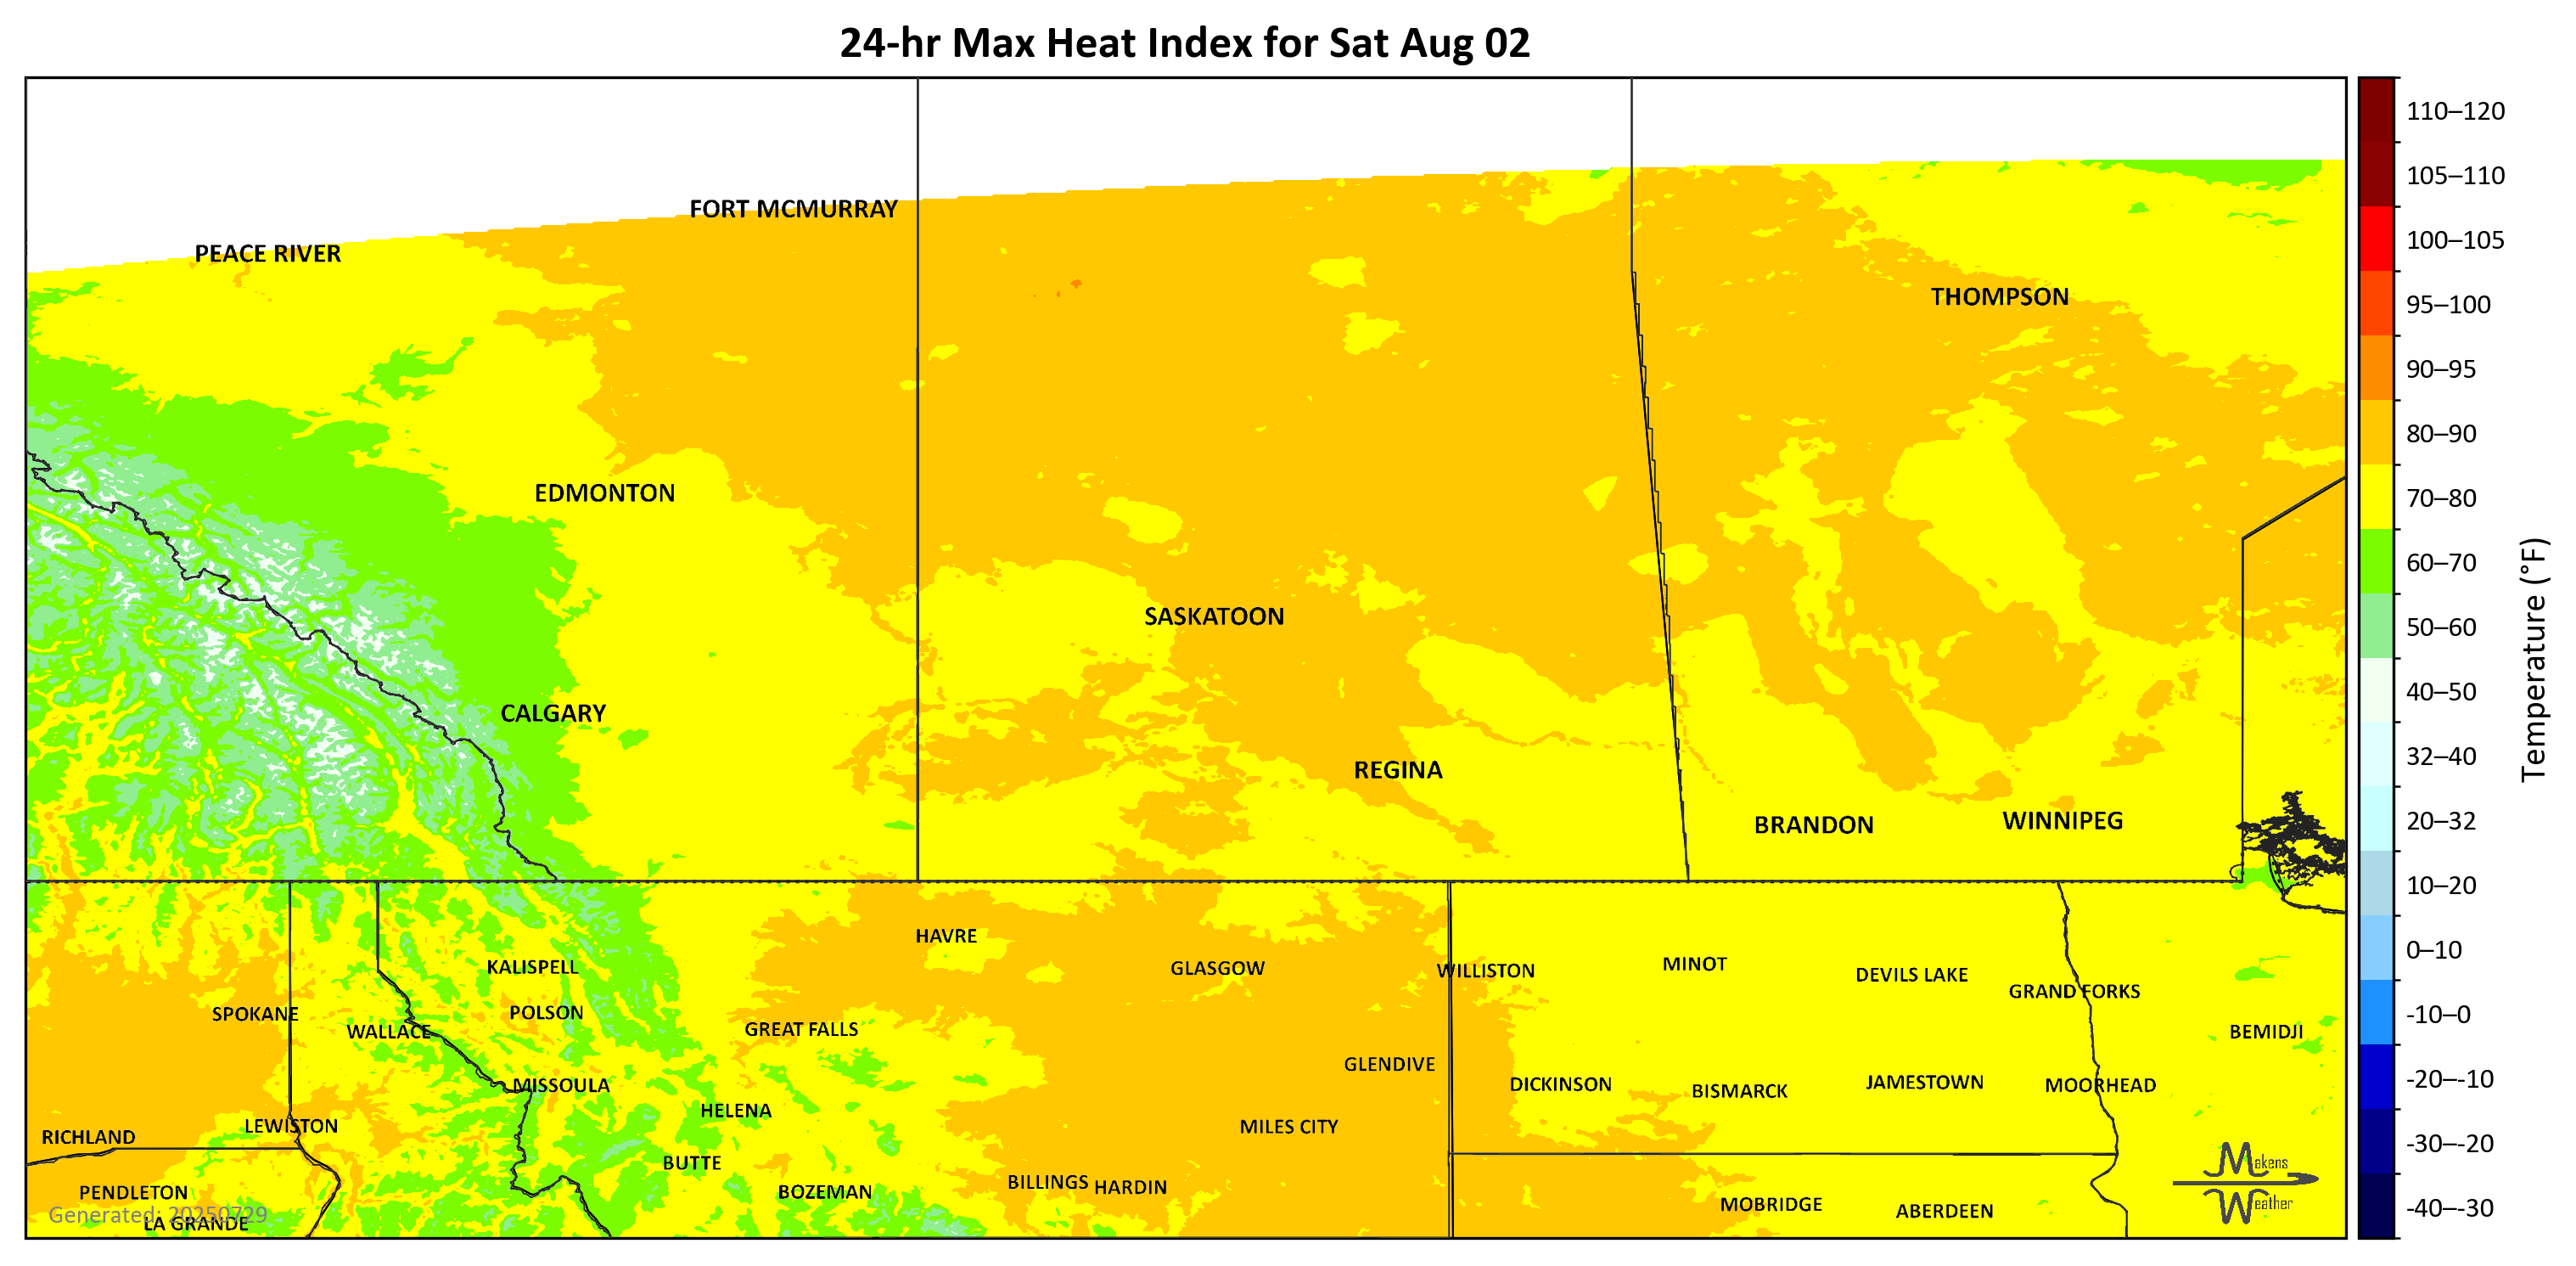 24-hr Max Heat Index for Sat Aug 02
FORT MCMURRAY
PEACE RIVER
THOMPSON
EDMONTON
SASKATOON
CALGARY
REGINA
BRANDON
WINNIPEG
HAVRE
KALISPELL
GLASGOW
WILLISTON
MINOT
DEVILS LAKE
GRAND FORKS
SPOKANE
POLSON
WALLACE
GREAT FALLS
BEMIDJI
GLENDIVE
MISSOULA
DICKINSON
BISMARCK
JAMESTOWN
MOORHEAD
HELENA
LEWISTON
MILES CITY
RICHLAND
BUTTE
BILLINGS
HARDIN
BOZEMAN
PENDLETON
MOBRIDGE
ABERDEEN
Generated: 20250729
LA GRANDE
Makens
Weather
110–120
105–110
100–105
95–100
90–95
80–90
70–80
60–70
50–60
40–50
32–40
20–32
10–20
0–10
-10–0
-20–-10
-30–-20
-40–-30
Temperature (°F)